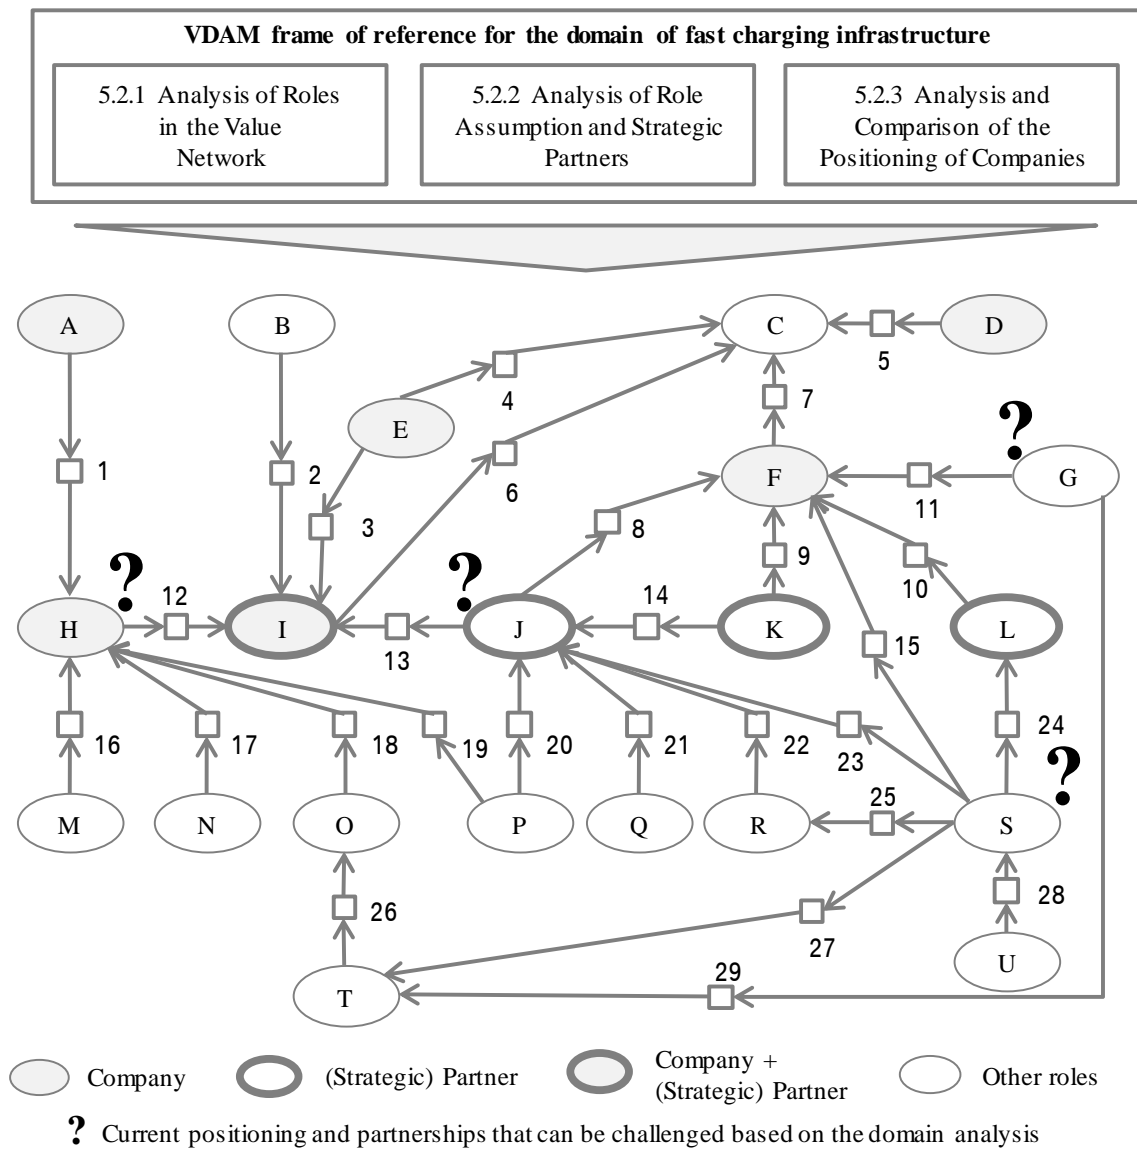 VDAM frame of reference for the domain of fast charging infrastructure
5.2.1 Analysis of Roles
in the Value
Network
5.2.2 Analysis of Role
Assumption and Strategic
Partners
5.2.3 Analysis and
Comparison of the
Positioning of Companies
A
B
C
D
5
4
7
E
?
1
2
6
F
G
3
8
11
9
10
?
12
?
14
H
I
J
K
L
13
15
16
17
18
19
20
21
22
23
24
?
25
M
N
O
P
Q
R
S
26
28
27
U
29
T
Company
(Strategic) Partner
Company +
(Strategic) Partner
Other roles
? Current positioning and partnerships that can be challenged based on the domain analysis